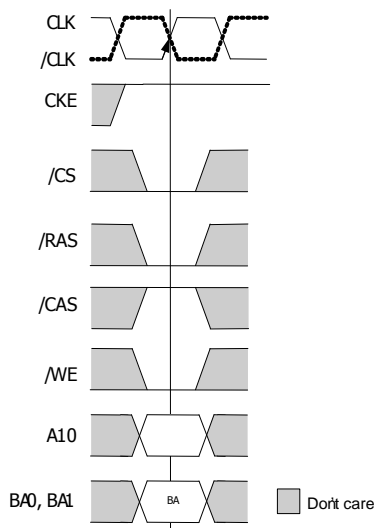 CLK
/CLK
CKE
/CS
/RAS
/CAS
/WE
A10
BA0, BA1
BA
Don't care